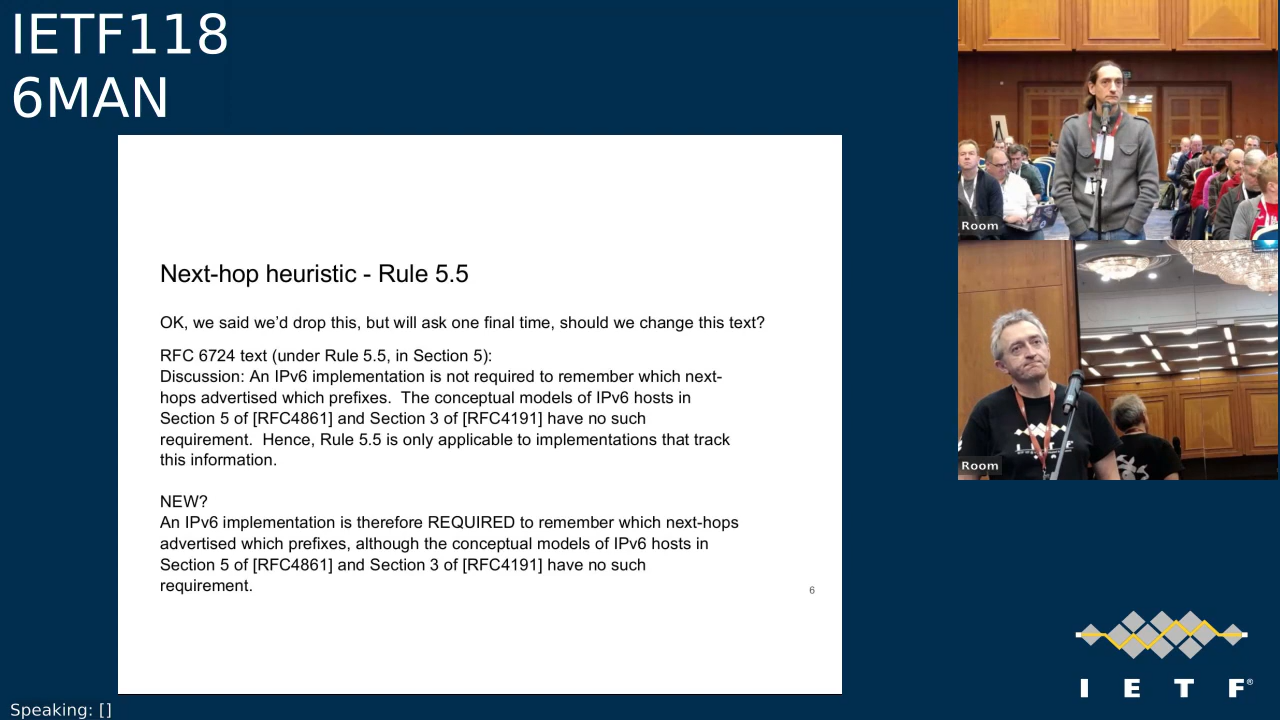 IETF118
6MAN
Next-hop heuristic - Rule 5.5
OK, we said we’d drop this, but will ask one final time, should we change this text?
RFC 6724 text (under Rule 5.5, in Section 5):
Discussion: An IPv6 implementation is not required to remember which next-
hops advertised which prefixes.  The conceptual models of IPv6 hosts in
Section 5 of [RFC4861] and Section 3 of [RFC4191] have no such
requirement.  Hence, Rule 5.5 is only applicable to implementations that track
this information.
NEW?
An IPv6 implementation is therefore REQUIRED to remember which next-hops
advertised which prefixes, although the conceptual models of IPv6 hosts in
Section 5 of [RFC4861] and Section 3 of [RFC4191] have no such
requirement.
6
Room
Room
I E T F
I E T F®
Speaking: []